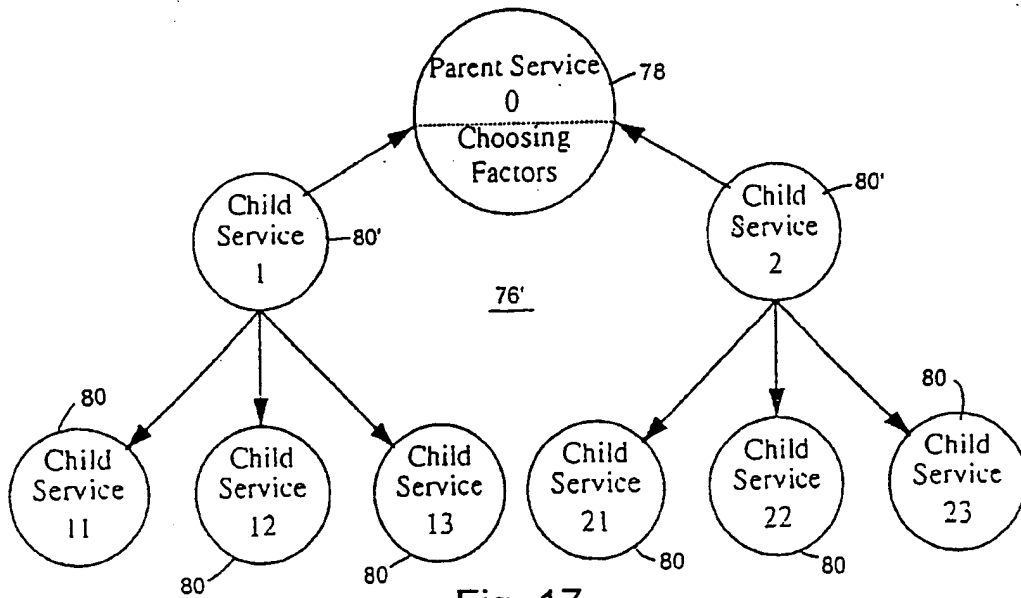 Parent Service
0
Choosing
Factors
78
Child
Service
1
80'
Child
Service
2
80'
76'
80
Child
Service
11
Child
Service
12
80
Child
Service
13
80
Child
Service
21
80
Child
Service
22
80
80
Child
Service
23
Fig. 17